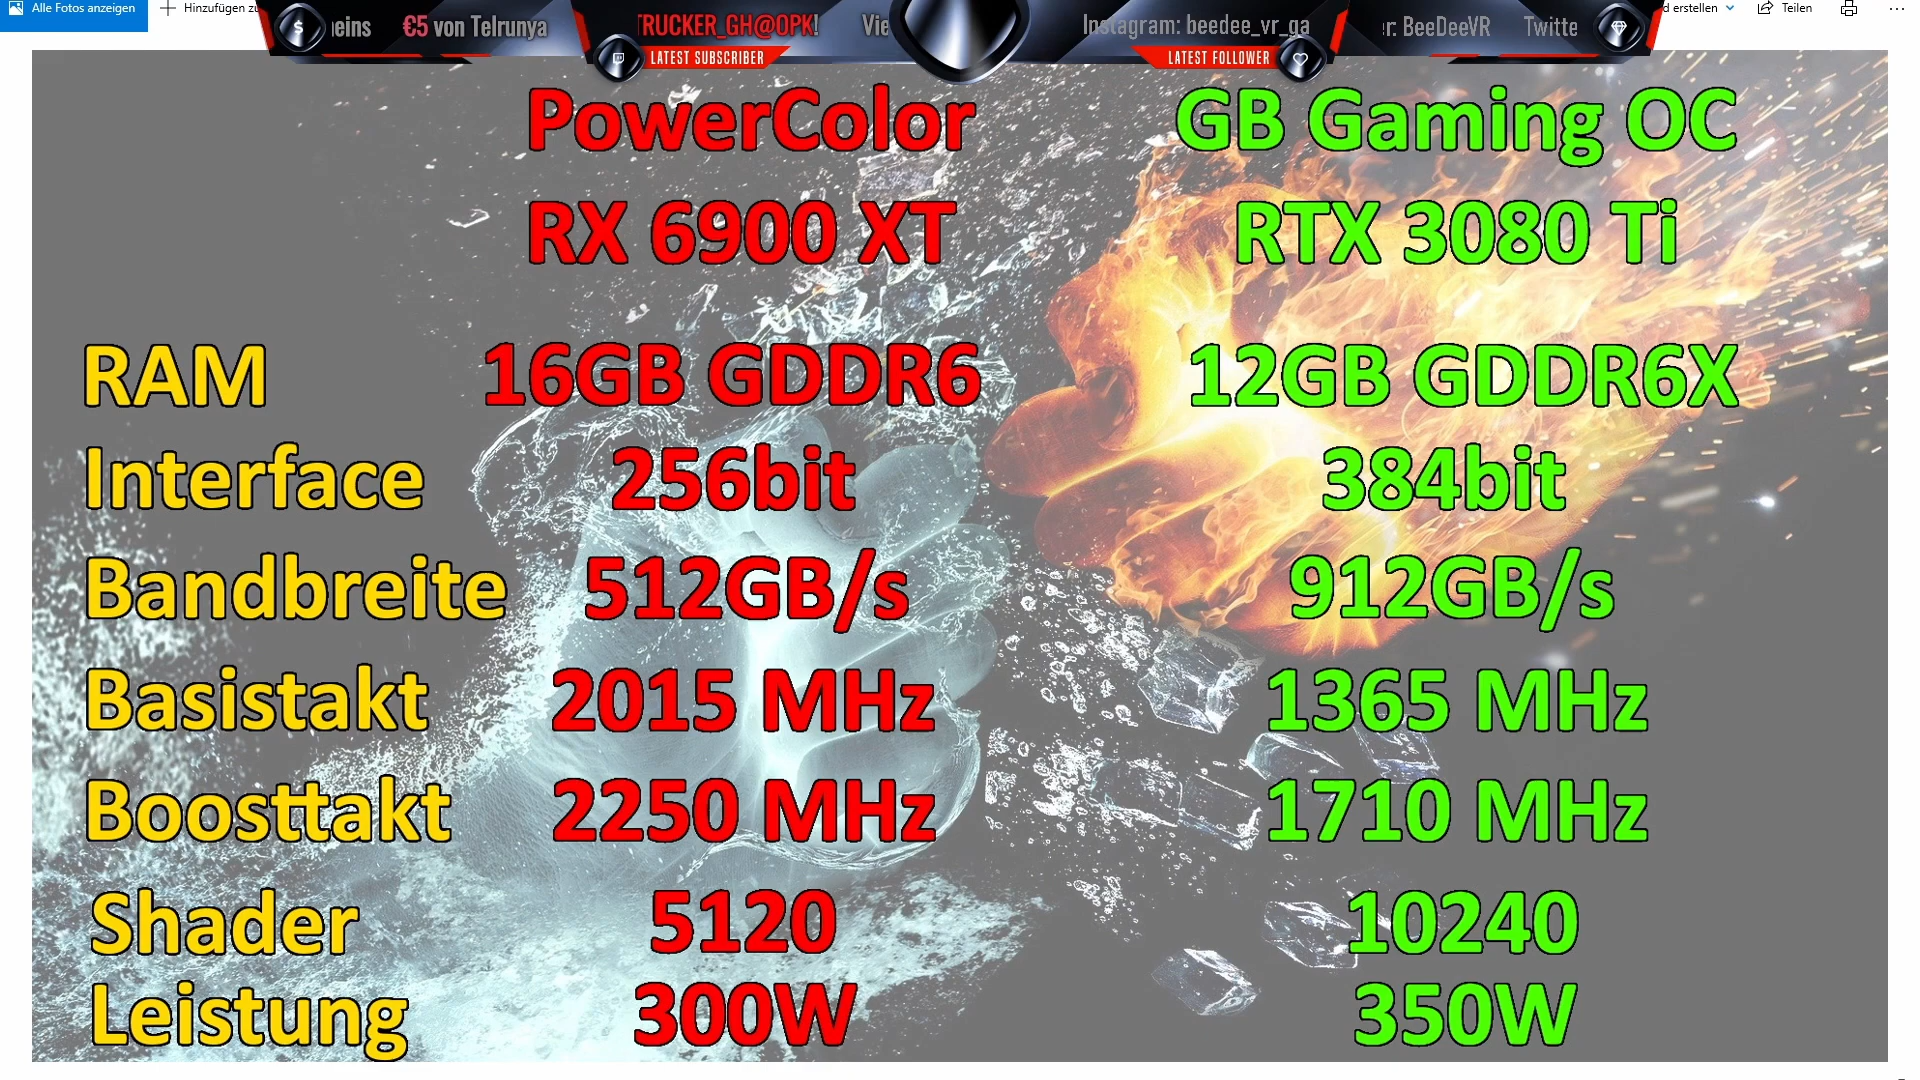 Alle Fotos anzeigen
Hinzufügen zu
eins €5 von Telrunya
TRUCKER_GH@OPK! Vie
Instagram: beedee_vr_ga
r: BeeDeeVR Twitte
d erstellen
Teilen
LATEST SUBSCRIBER
LATEST FOLLOWER
PowerColor GB Gaming OC
RX 6900 XT RTX 3080 Ti
RAM 16GB GDDR6 12GB GDDR6X
Interface 256bit 384bit
Bandbreite 512GB/s 912GB/s
Basistakt 2015 MHz 1365 MHz
Boosttakt 2250 MHz 1710 MHz
Shader 5120 10240
Leistung 300W 350W